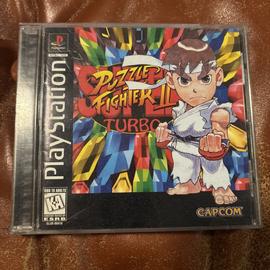 PlayStation
PUZZLE
FIGHTER II
TURBO
KIDS TO ADULTS
KA
ESRB
CAPCOM